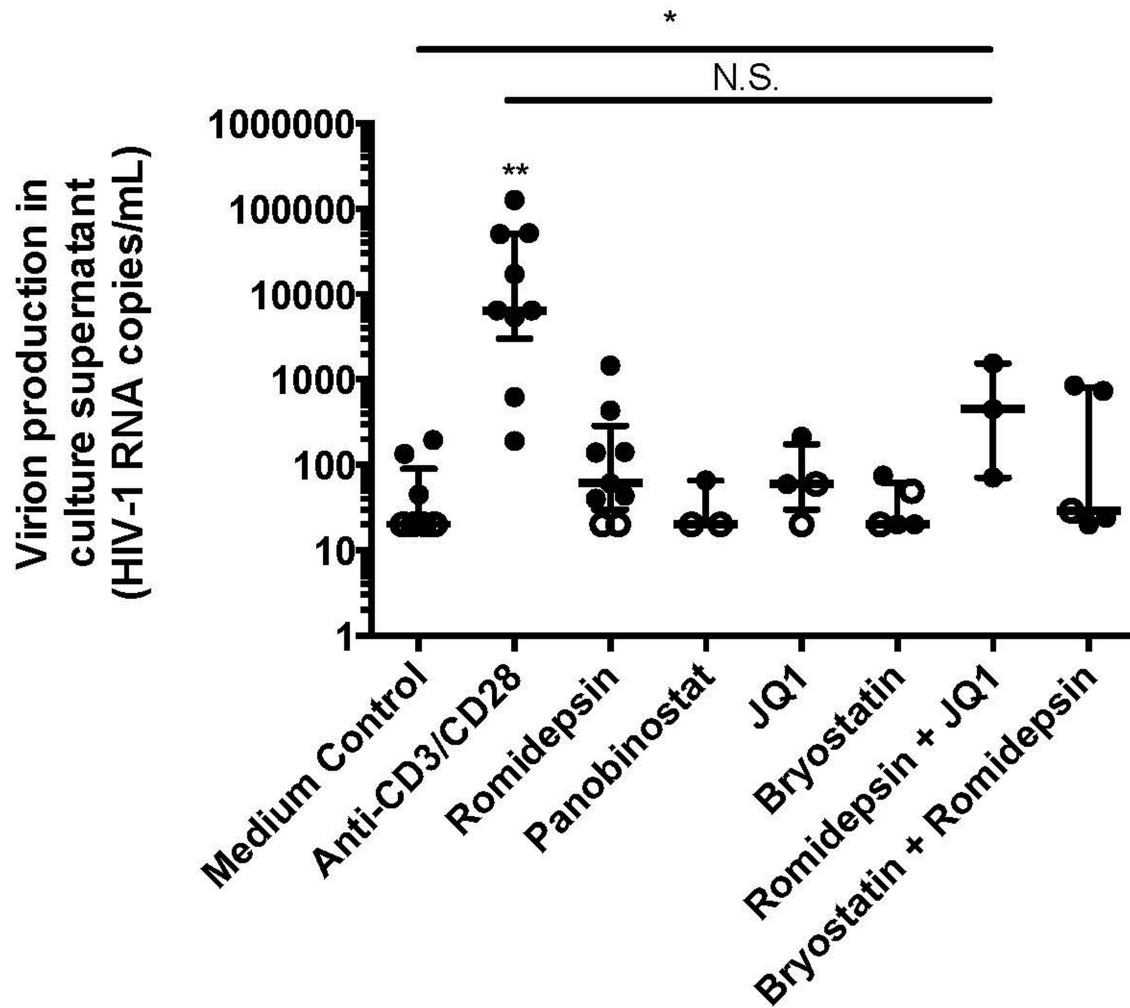 *
N.S.
Virion production in
culture supernatant
(HIV-1 RNA copies/mL)
1000000
100000
10000
1000
100
10
1
**
Medium Control
Anti-CD3/CD28
Romidepsin
Panobinostat
JQ1
Bryostatin
Romidepsin + JQ1
Bryostatin + Romidepsin